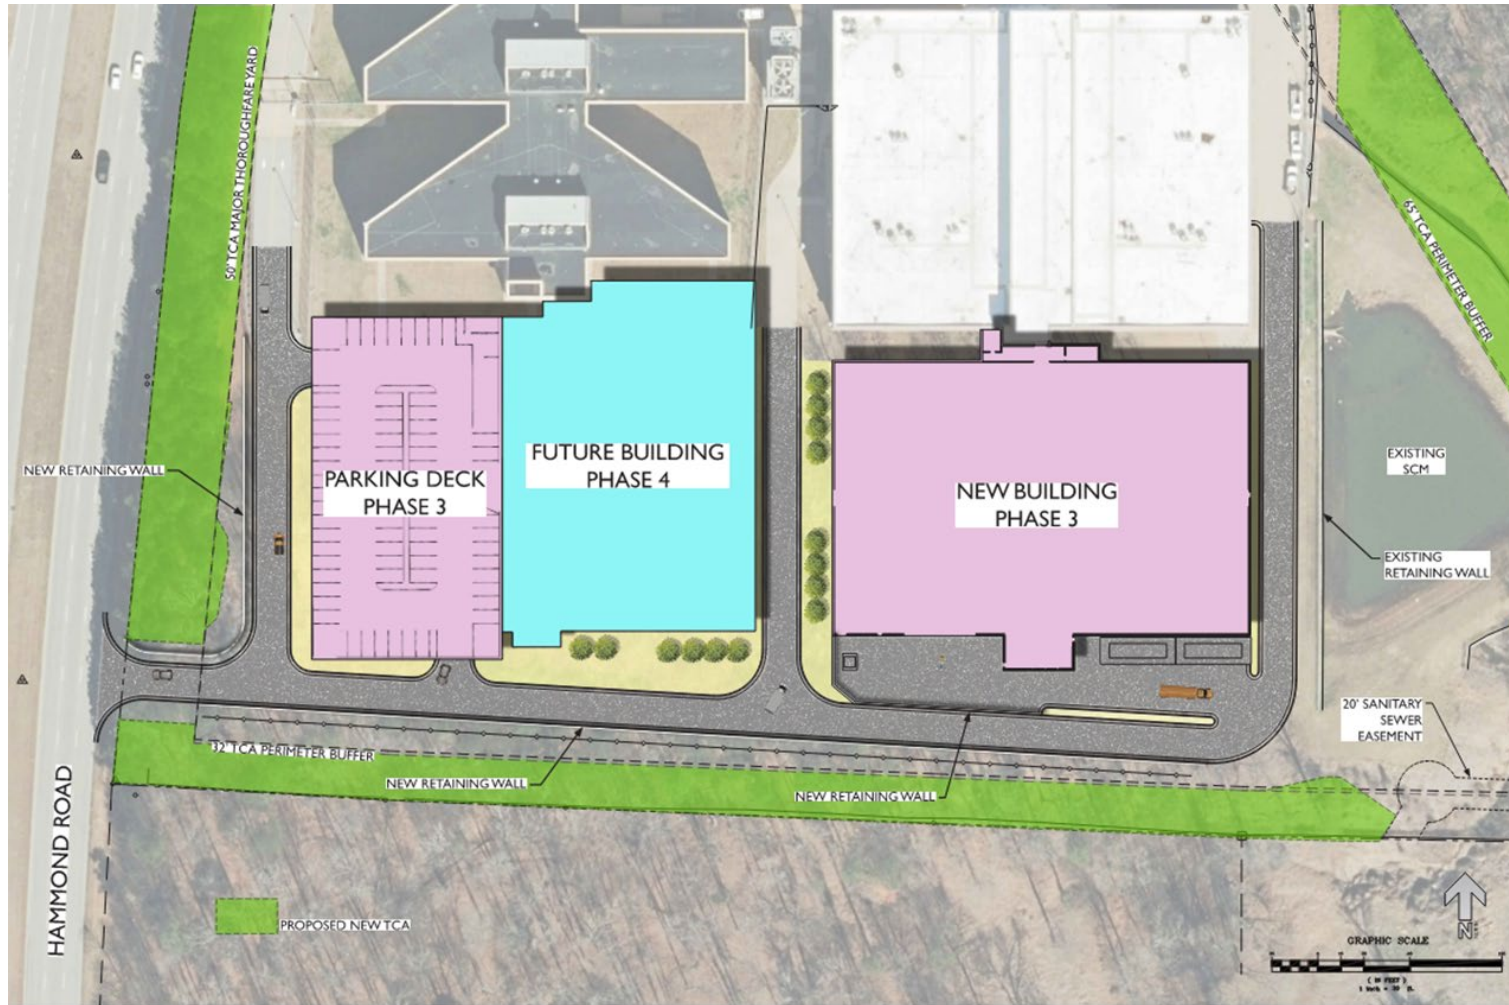 50' TCA MAJOR THOROUGHFARE YARD
65' TCA PERIMETER BUFFER
NEW RETAINING WALL
PARKING DECK
PHASE 3
FUTURE BUILDING
PHASE 4
NEW BUILDING
PHASE 3
EXISTING
SCM
EXISTING
RETAINING WALL
20' SANITARY
SEWER
EASEMENT
32' TCA PERIMETER BUFFER
NEW RETAINING WALL
NEW RETAINING WALL
HAMMOND ROAD
PROPOSED NEW TCA
N
GRAPHIC SCALE
( IN FEET )